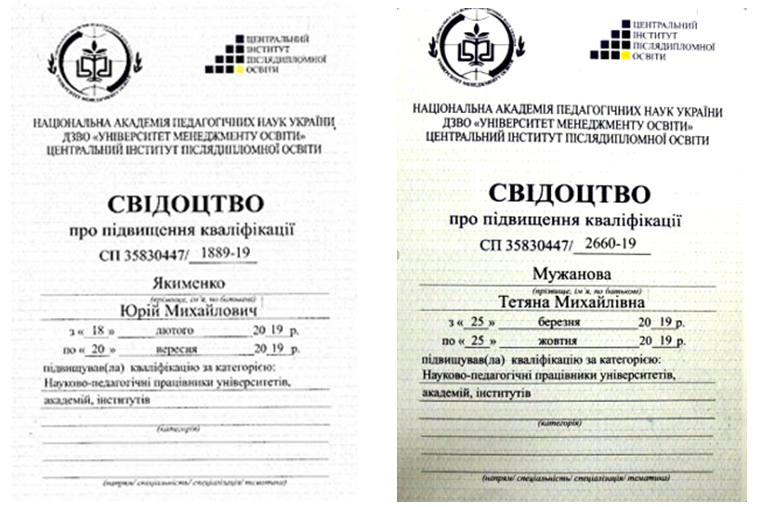 ЦЕНТРАЛЬНИЙ
ІНСТИТУТ
ПІСЛЯДИПЛОМНОЇ
ОСВІТИ
НАЦІОНАЛЬНА АКАДЕМІЯ ПЕДАГОГІЧНИХ НАУК УКРАЇНИ
ДЗВО «УНІВЕРСИТЕТ МЕНЕДЖМЕНТУ ОСВІТИ»
ЦЕНТРАЛЬНИЙ ІНСТИТУТ ПІСЛЯДИПЛОМНОЇ ОСВІТИ
СВІДОЦТВО
про підвищення кваліфікації
СП 35830447/ 1889-19
Якименко
(прізвище, ім'я, по батькові)
Юрій Михайлович
з « 18 » лютого 20 19 р.
по « 20 » вересня 20 19 р.
підвищував(ла) кваліфікацію за категорією:
Науково-педагогічні працівники університетів,
академій, інститутів
(категорія)
(напрям/ спеціальність/ спеціалізація/ тематика)
ЦЕНТРАЛЬНИЙ
ІНСТИТУТ
ПІСЛЯДИПЛОМНОЇ
ОСВІТИ
НАЦІОНАЛЬНА АКАДЕМІЯ ПЕДАГОГІЧНИХ НАУК УКРАЇНИ
ДЗВО «УНІВЕРСИТЕТ МЕНЕДЖМЕНТУ ОСВІТИ»
ЦЕНТРАЛЬНИЙ ІНСТИТУТ ПІСЛЯДИПЛОМНОЇ ОСВІТИ
СВІДОЦТВО
про підвищення кваліфікації
СП 35830447/ 2660-19
Мужанова
(прізвище, ім'я, по батькові)
Тетяна Михайлівна
з « 25 » березня 20 19 р.
по « 25 » жовтня 20 19 р.
підвищував(ла) кваліфікацію за категорією:
Науково-педагогічні працівники університетів,
академій, інститутів
(категорія)
(напрям/ спеціальність/ спеціалізація/ тематика)